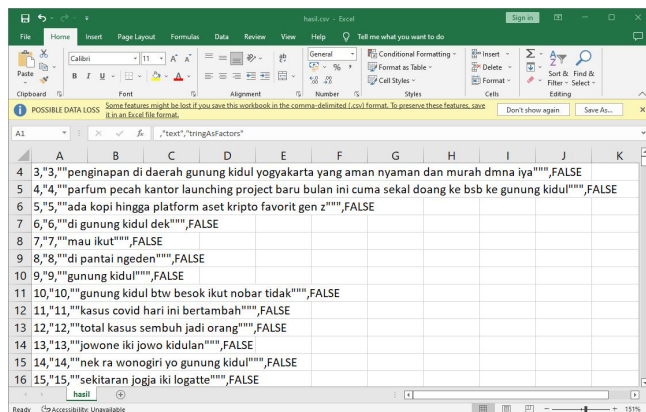 hasil.csv - Excel
Sign in
File Home Insert Page Layout Formulas Data Review View Help Tell me what you want to do
Paste
Clipboard
Calibri 11
B I U
Font
Alignment
General
Number
Conditional Formatting
Format as Table
Cell Styles
Styles
Insert
Delete
Format
Cells
Sort & Filter
Find & Select
Editing
POSSIBLE DATA LOSS Some features might be lost if you save this workbook in the comma-delimited (.csv) format. To preserve these features, save it in an Excel file format.
Don't show again
Save As...
A1 fx ,"text","tringAsFactors"
A B C D E F G H I J K
4 3,"3,""penginapan di daerah gunung kidul yogyakarta yang aman nyaman dan murah dmna iya""",FALSE
5 4,"4,""parfum pecah kantor launching project baru bulan ini cuma sekal doang ke bsb ke gunung kidul""",FALSE
6 5,"5,""ada kopi hingga platform aset kripto favorit gen z""",FALSE
7 6,"6,""di gunung kidul dek""",FALSE
8 7,"7,""mau ikut""",FALSE
9 8,"8,""di pantai ngeden""",FALSE
10 9,"9,""gunung kidul""",FALSE
11 10,"10,""gunung kidul btw besok ikut nobar tidak""",FALSE
12 11,"11,""kasus covid hari ini bertambah""",FALSE
13 12,"12,""total kasus sembuh jadi orang""",FALSE
14 13,"13,""jowone iki jowo kidulan""",FALSE
15 14,"14,""nek ra wonogiri yo gunung kidul""",FALSE
16 15,"15,""sekitaran jogja iki logatte""",FALSE
hasil
Ready Accessibility: Unavailable 151%